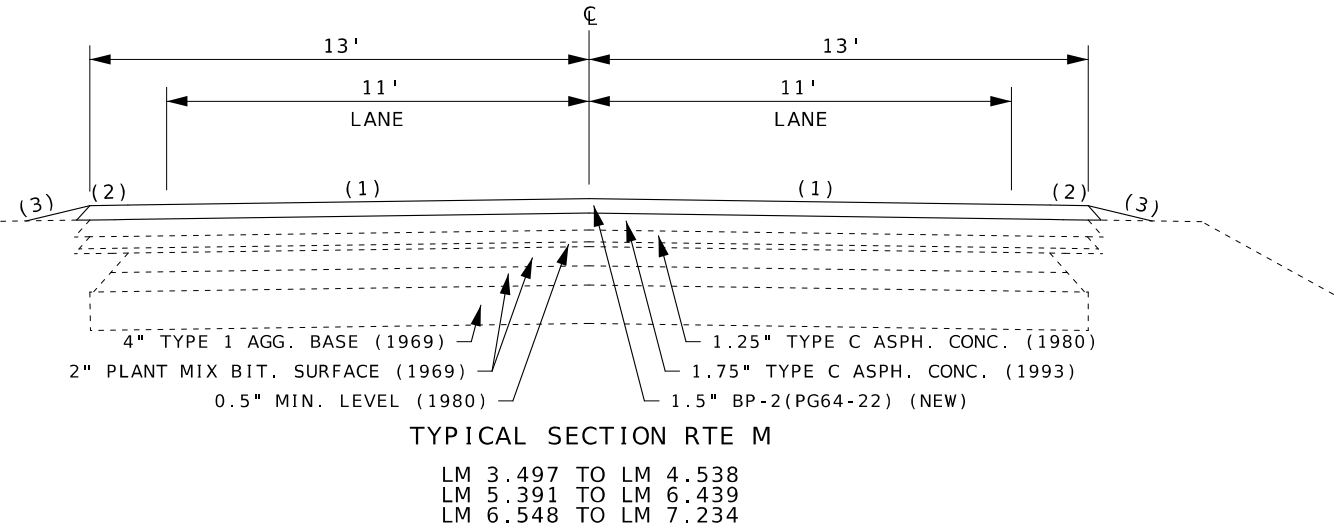 ℄
13' 13'
11' 11'
LANE LANE
(3) (2) (1) (1) (2) (3)
4" TYPE 1 AGG. BASE (1969) 1.25" TYPE C ASPH. CONC. (1980)
2" PLANT MIX BIT. SURFACE (1969) 1.75" TYPE C ASPH. CONC. (1993)
0.5" MIN. LEVEL (1980) 1.5" BP-2(PG64-22) (NEW)
TYPICAL SECTION RTE M
LM 3.497 TO LM 4.538
LM 5.391 TO LM 6.439
LM 6.548 TO LM 7.234